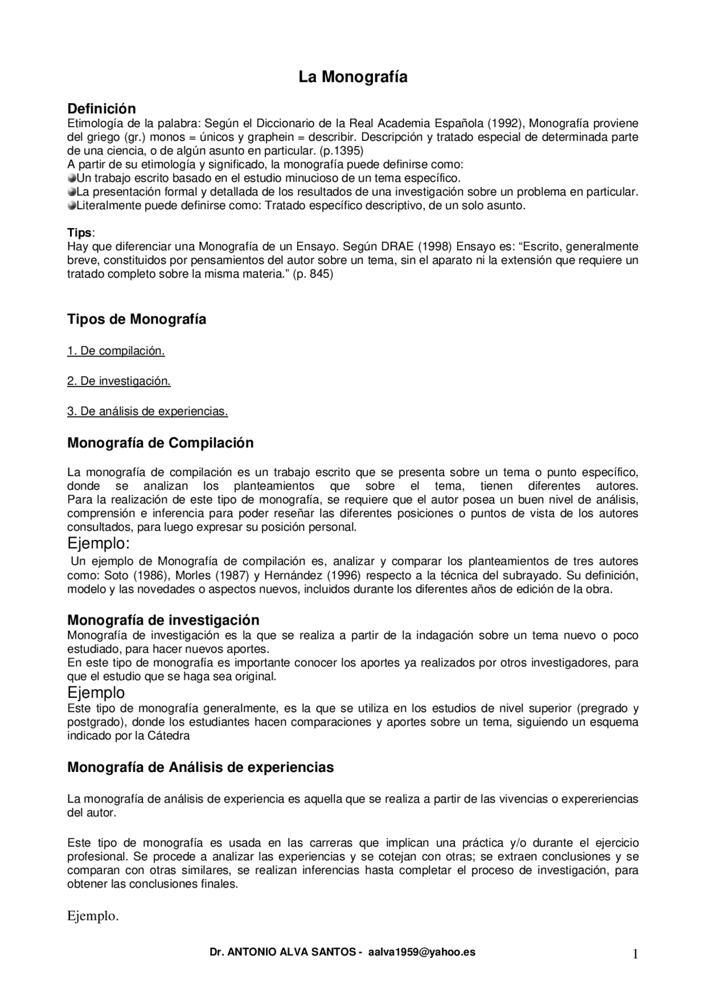 La Monografía
Definición
Etimología de la palabra: Según el Diccionario de la Real Academia Española (1992), Monografía proviene
del griego (gr.) monos = únicos y graphein = describir. Descripción y tratado especial de determinada parte
de una ciencia, o de algún asunto en particular. (p.1395)
A partir de su etimología y significado, la monografía puede definirse como:
Un trabajo escrito basado en el estudio minucioso de un tema específico.
La presentación formal y detallada de los resultados de una investigación sobre un problema en particular.
Literalmente puede definirse como: Tratado específico descriptivo, de un solo asunto.
Tips:
Hay que diferenciar una Monografía de un Ensayo. Según DRAE (1998) Ensayo es: “Escrito, generalmente
breve, constituidos por pensamientos del autor sobre un tema, sin el aparato ni la extensión que requiere un
tratado completo sobre la misma materia.” (p. 845)
Tipos de Monografía
1. De compilación.
2. De investigación.
3. De análisis de experiencias.
Monografía de Compilación
La monografía de compilación es un trabajo escrito que se presenta sobre un tema o punto específico,
donde se analizan los planteamientos que sobre el tema, tienen diferentes autores.
Para la realización de este tipo de monografía, se requiere que el autor posea un buen nivel de análisis,
comprensión e inferencia para poder reseñar las diferentes posiciones o puntos de vista de los autores
consultados, para luego expresar su posición personal.
Ejemplo:
Un ejemplo de Monografía de compilación es, analizar y comparar los planteamientos de tres autores
como: Soto (1986), Morles (1987) y Hernández (1996) respecto a la técnica del subrayado. Su definición,
modelo y las novedades o aspectos nuevos, incluidos durante los diferentes años de edición de la obra.
Monografía de investigación
Monografía de investigación es la que se realiza a partir de la indagación sobre un tema nuevo o poco
estudiado, para hacer nuevos aportes.
En este tipo de monografía es importante conocer los aportes ya realizados por otros investigadores, para
que el estudio que se haga sea original.
Ejemplo
Este tipo de monografía generalmente, es la que se utiliza en los estudios de nivel superior (pregrado y
postgrado), donde los estudiantes hacen comparaciones y aportes sobre un tema, siguiendo un esquema
indicado por la Cátedra
Monografía de Análisis de experiencias
La monografía de análisis de experiencia es aquella que se realiza a partir de las vivencias o expereriencias
del autor.
Este tipo de monografía es usada en las carreras que implican una práctica y/o durante el ejercicio
profesional. Se procede a analizar las experiencias y se cotejan con otras; se extraen conclusiones y se
comparan con otras similares, se realizan inferencias hasta completar el proceso de investigación, para
obtener las conclusiones finales.
Ejemplo.
Dr. ANTONIO ALVA SANTOS - aalva1959@yahoo.es 1